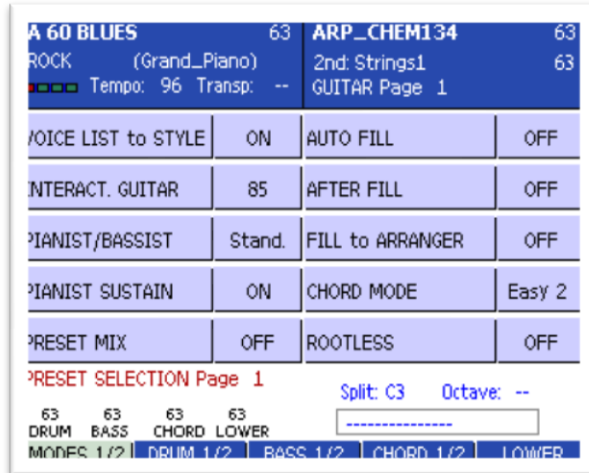 A 60 BLUES 63 ARP_CHEM134 63
ROCK (Grand_Piano) 2nd: Strings1 63
Tempo: 96 Transp: -- GUITAR Page 1
VOICE LIST to STYLE ON AUTO FILL OFF
INTERACT. GUITAR 85 AFTER FILL OFF
PIANIST/BASSIST Stand. FILL to ARRANGER OFF
PIANIST SUSTAIN ON CHORD MODE Easy 2
PRESET MIX OFF ROOTLESS OFF
PRESET SELECTION Page 1
Split: C3 Octave: --
63 63 63 63
DRUM BASS CHORD LOWER
---------------
MODES 1/2 DRUM 1/2 BASS 1/2 CHORD 1/2 LOWER